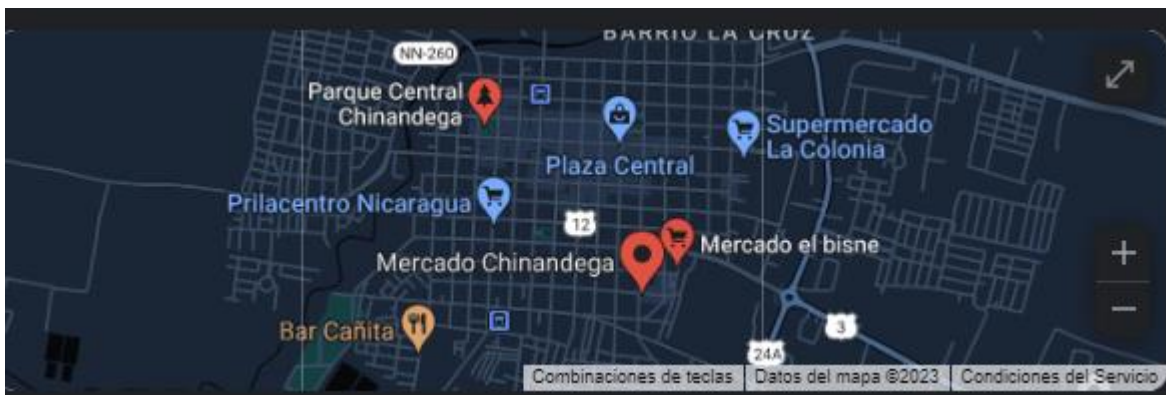 BARRIO LA CRUZ
NN-260
Parque Central
Chinandega
Plaza Central
Supermercado
La Colonia
Prilacentro Nicaragua
12
Mercado el bisne
Mercado Chinandega
Bar Cañita
3
24A
Combinaciones de teclas
Datos del mapa ©2023
Condiciones del Servicio